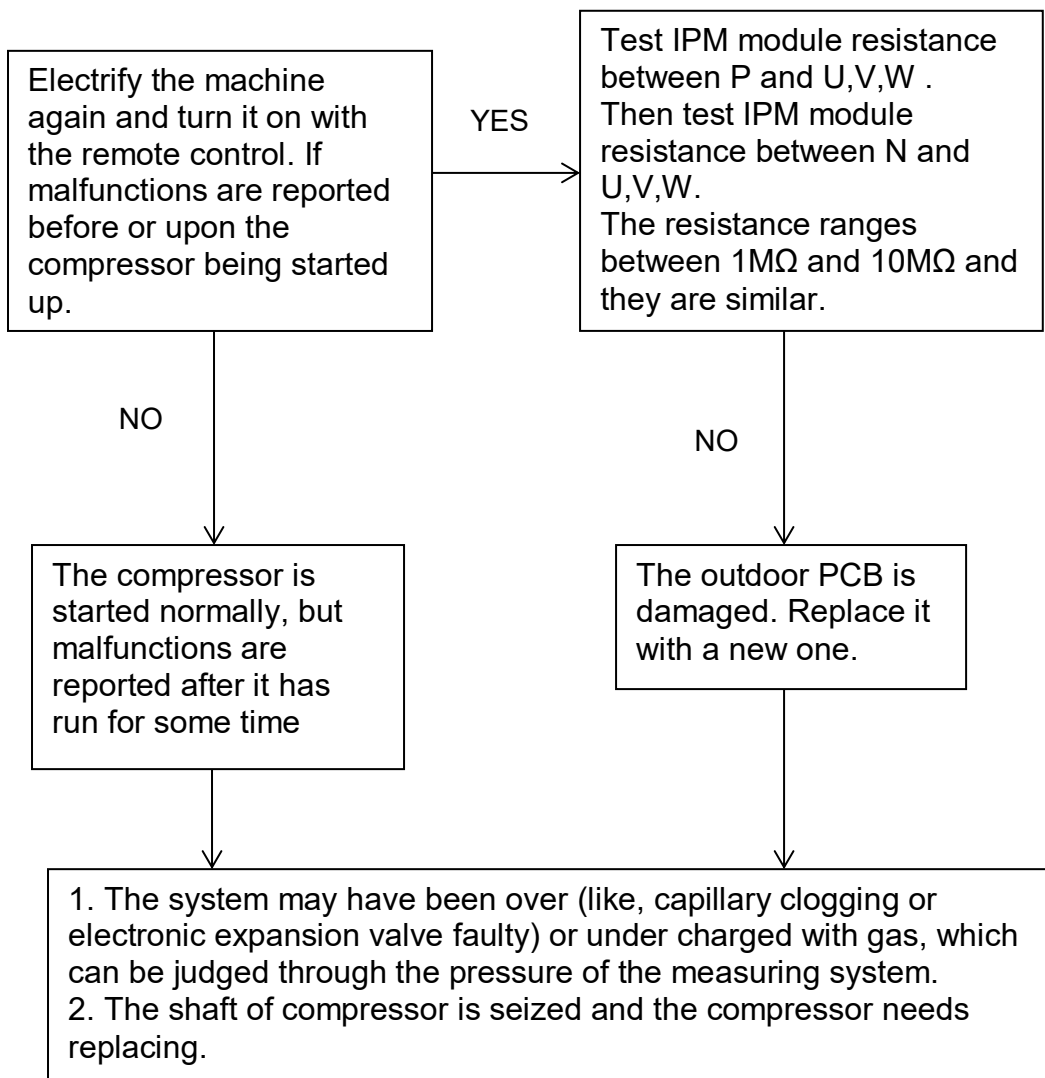 Electrify the machine
again and turn it on with
the remote control. If
malfunctions are reported
before or upon the
compressor being started
up.
YES
Test IPM module resistance
between P and U,V,W .
Then test IPM module
resistance between N and
U,V,W.
The resistance ranges
between 1MΩ and 10MΩ and
they are similar.
NO
NO
The compressor is
started normally, but
malfunctions are
reported after it has
run for some time
The outdoor PCB is
damaged. Replace it
with a new one.
1. The system may have been over (like, capillary clogging or
electronic expansion valve faulty) or under charged with gas, which
can be judged through the pressure of the measuring system.
2. The shaft of compressor is seized and the compressor needs
replacing.